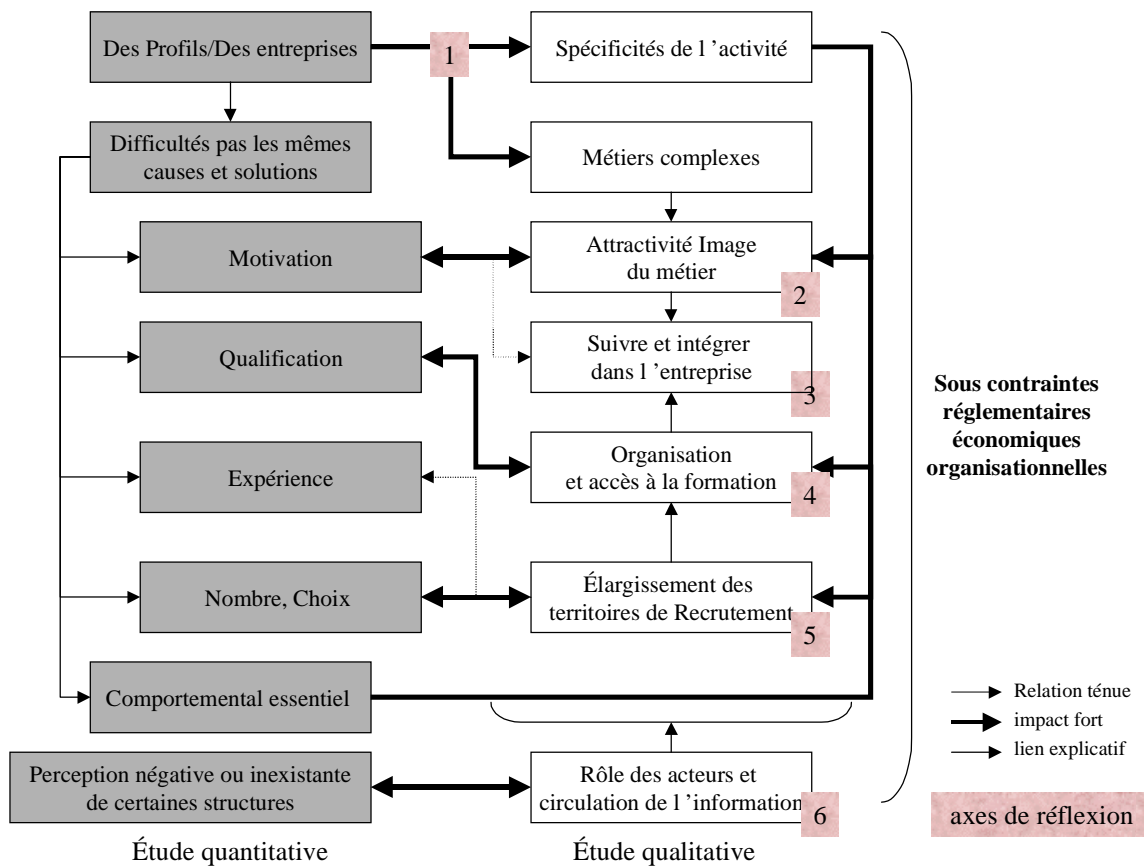 Des Profils/Des entreprises
1
Spécificités de l ’activité
Difficultés pas les mêmes
causes et solutions
Métiers complexes
Motivation
Attractivité Image
du métier
2
Qualification
Suivre et intégrer
dans l ’entreprise
3
Sous contraintes
réglementaires
économiques
organisationnelles
Expérience
Organisation
et accès à la formation
4
Nombre, Choix
Élargissement des
territoires de Recrutement
5
Comportemental essentiel
Relation ténue
impact fort
lien explicatif
Perception négative ou inexistante
de certaines structures
Rôle des acteurs et
circulation de l ’information
6
axes de réflexion
Étude quantitative
Étude qualitative